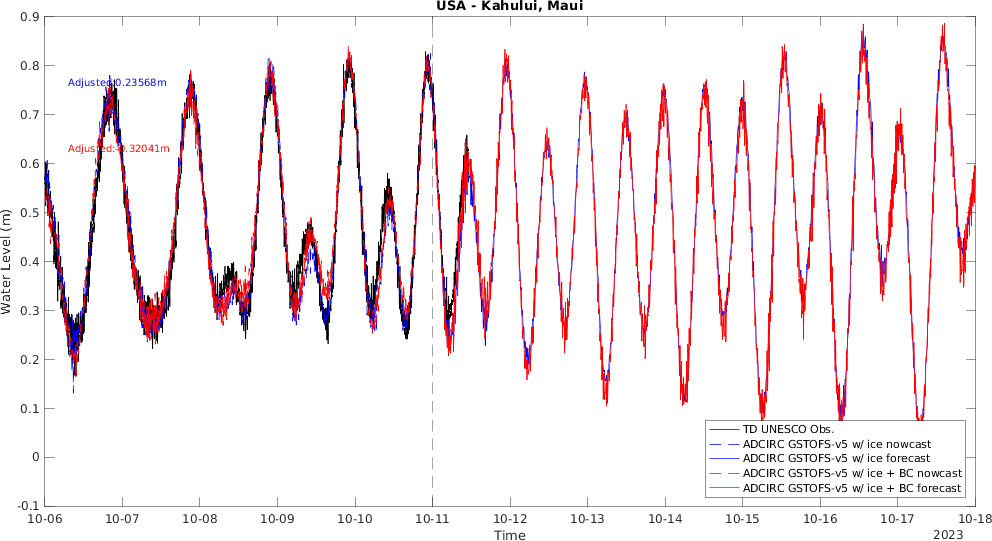 USA - Kahului, Maui
0.9
0.8
0.7
0.6
0.5
0.4
0.3
0.2
0.1
0
-0.1
Water Level (m)
Adjusted:0.23568m
Adjusted:-0.32041m
TD UNESCO Obs.
ADCIRC GSTOFS-v5 w/ ice nowcast
ADCIRC GSTOFS-v5 w/ ice forecast
ADCIRC GSTOFS-v5 w/ ice + BC nowcast
ADCIRC GSTOFS-v5 w/ ice + BC forecast
10-06 10-07 10-08 10-09 10-10 10-11 10-12 10-13 10-14 10-15 10-16 10-17 10-18
Time
2023